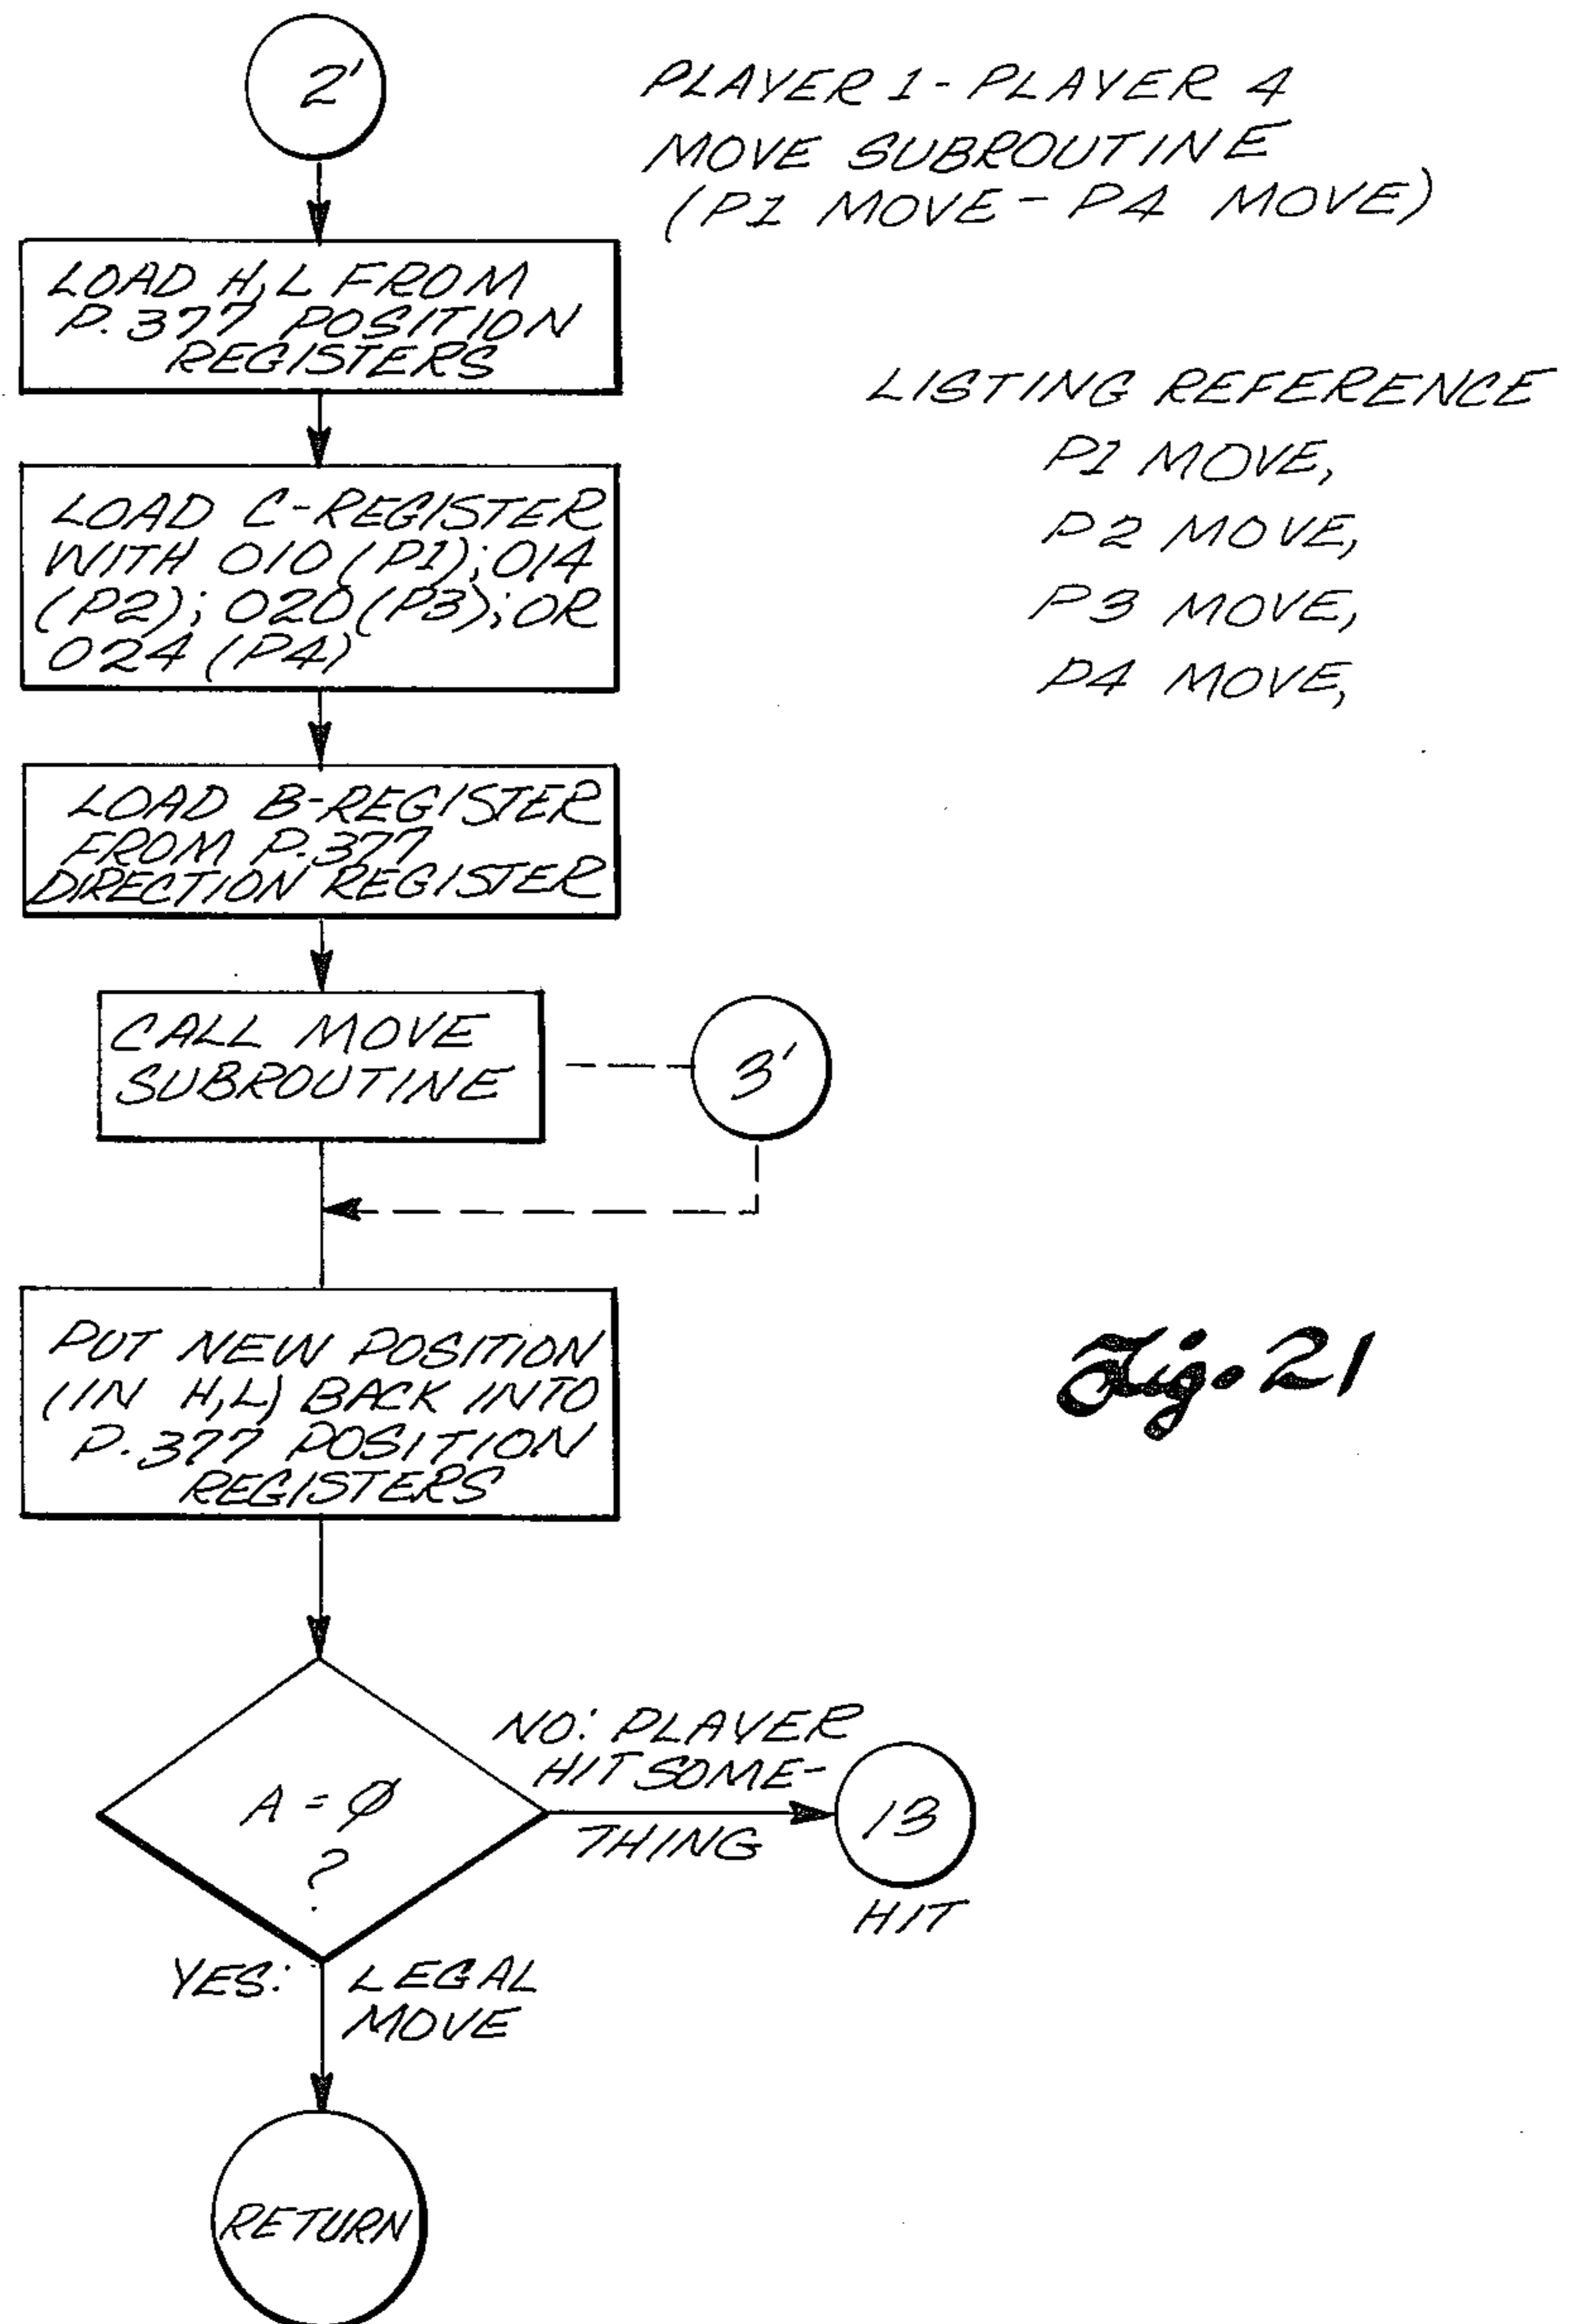 2'
PLAYER 1 - PLAYER 4
MOVE SUBROUTINE
(P1 MOVE - P4 MOVE)
LOAD H,L FROM
P.377 POSITION
REGISTERS
LISTING REFERENCE
P1 MOVE,
P2 MOVE,
P3 MOVE,
P4 MOVE,
LOAD C-REGISTER
WITH 010 (P1); 014
(P2); 020 (P3); OR
024 (P4)
LOAD B-REGISTER
FROM P.377
DIRECTION REGISTER
CALL MOVE
SUBROUTINE
3'
PUT NEW POSITION
(IN H,L) BACK INTO
P.377 POSITION
REGISTERS
Fig. 21
A = Ø
?
NO: PLAYER
HIT SOME-
THING
13
HIT
YES: LEGAL
MOVE
RETURN